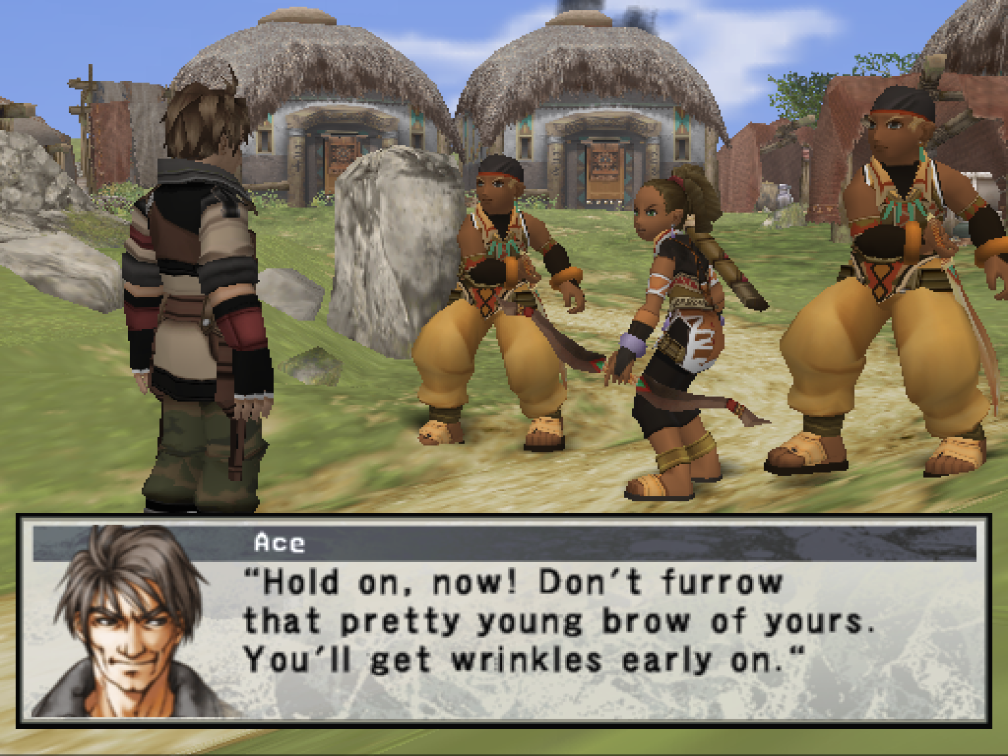 Ace
“Hold on, now! Don't furrow
that pretty young brow of yours.
You'll get wrinkles early on.“